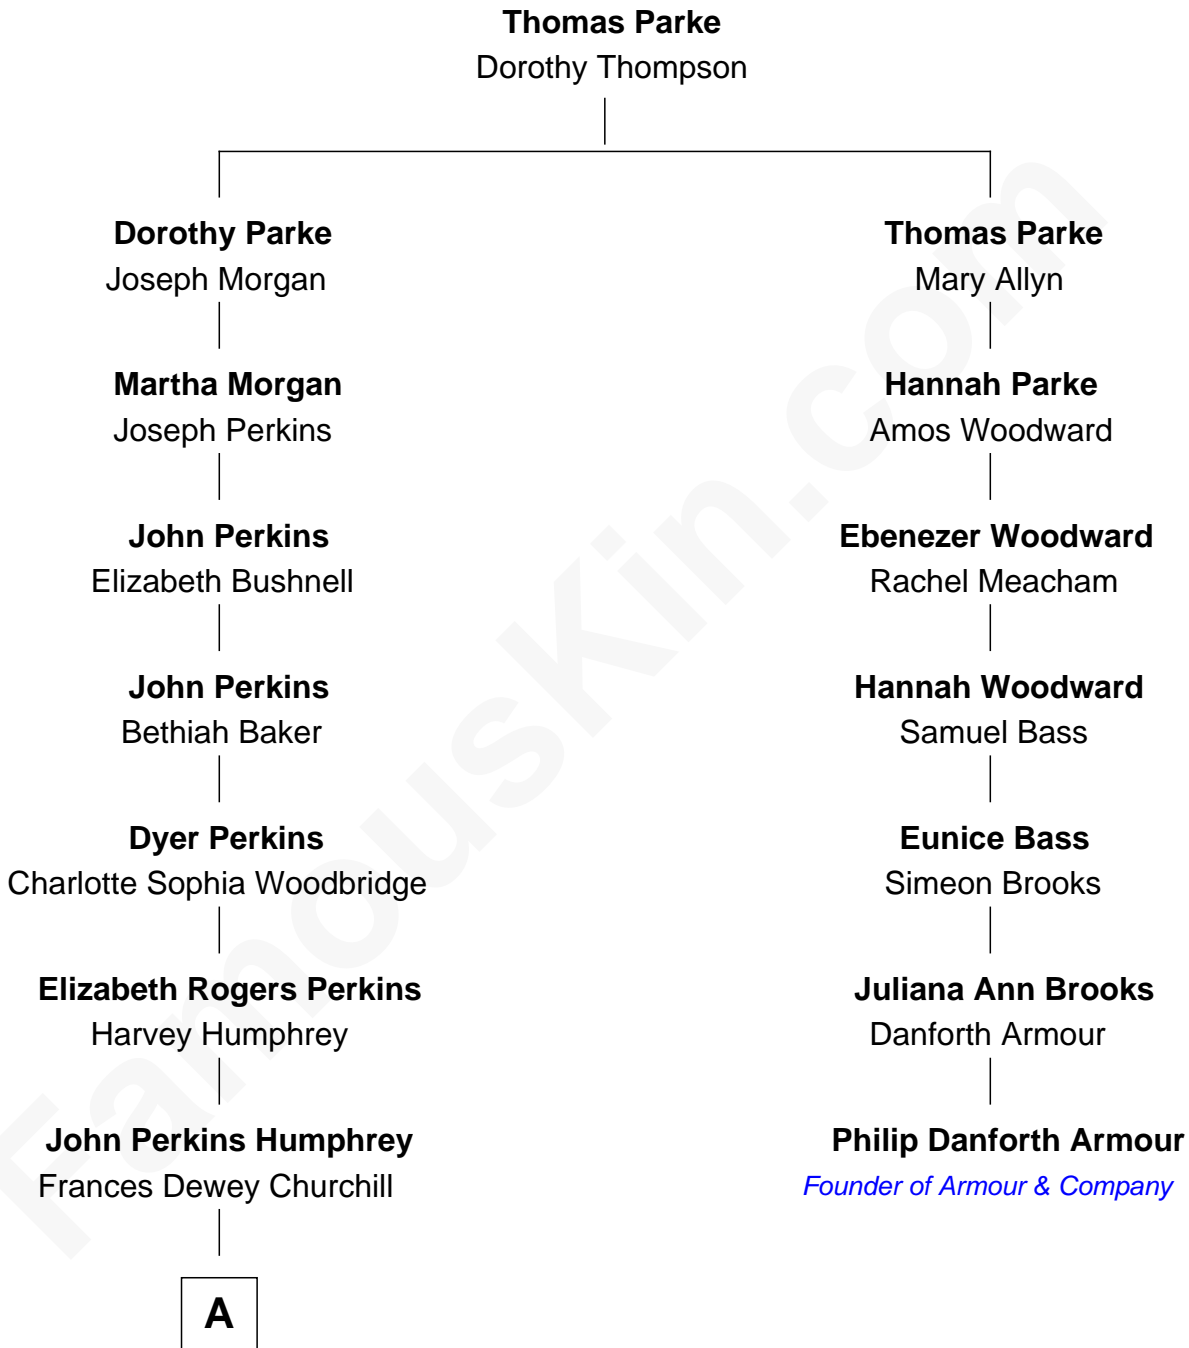 Thomas Parke
Dorothy Thompson
Dorothy Parke
Joseph Morgan
Thomas Parke
Mary Allyn
Martha Morgan
Joseph Perkins
Hannah Parke
Amos Woodward
John Perkins
Elizabeth Bushnell
Ebenezer Woodward
Rachel Meacham
John Perkins
Bethiah Baker
Hannah Woodward
Samuel Bass
Dyer Perkins
Charlotte Sophia Woodbridge
Eunice Bass
Simeon Brooks
Elizabeth Rogers Perkins
Harvey Humphrey
Juliana Ann Brooks
Danforth Armour
John Perkins Humphrey
Frances Dewey Churchill
Philip Danforth Armour
Founder of Armour & Company
A
FamousKin.com